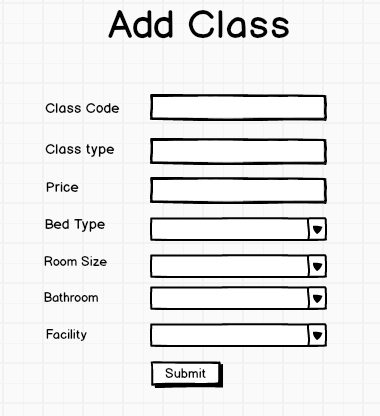 Add Class
Class Code
Class type
Price
Bed Type
Room Size
Bathroom
Facility
Submit